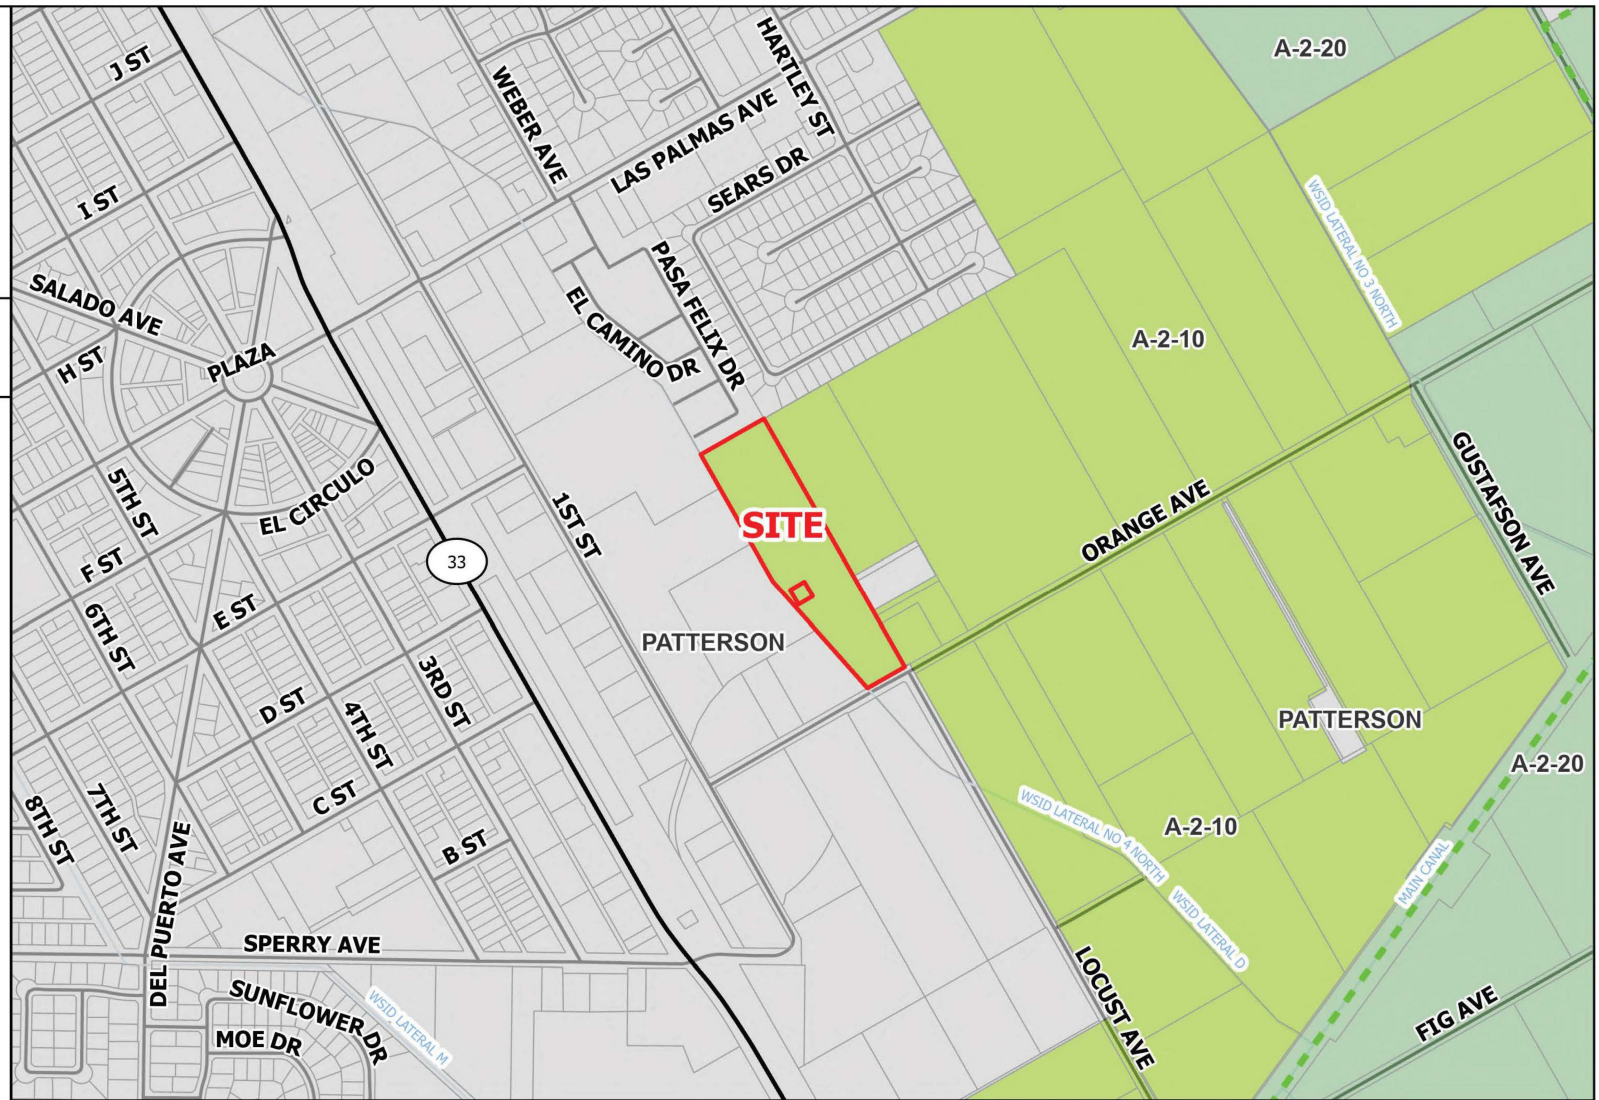 J ST
HARTLEY ST
A-2-20
WEBER AVE
LAS PALMAS AVE
SEARS DR
I ST
WSID LATERAL NO 3 NORTH
SALADO AVE
PASA FELIX DR
EL CAMINO DR
A-2-10
H ST
PLAZA
5TH ST
EL CIRCULO
1ST ST
SITE
ORANGE AVE
GUSTAFSON AVE
F ST
33
E ST
6TH ST
PATTERSON
3RD ST
D ST
4TH ST
PATTERSON
A-2-20
C ST
7TH ST
8TH ST
B ST
WSID LATERAL NO 4 NORTH
A-2-10
MAIN CANAL
DEL PUERTO AVE
WSID LATERAL D
SPERRY AVE
LOCUST AVE
SUNFLOWER DR
MOE DR
WSID LATERAL M
FIG AVE